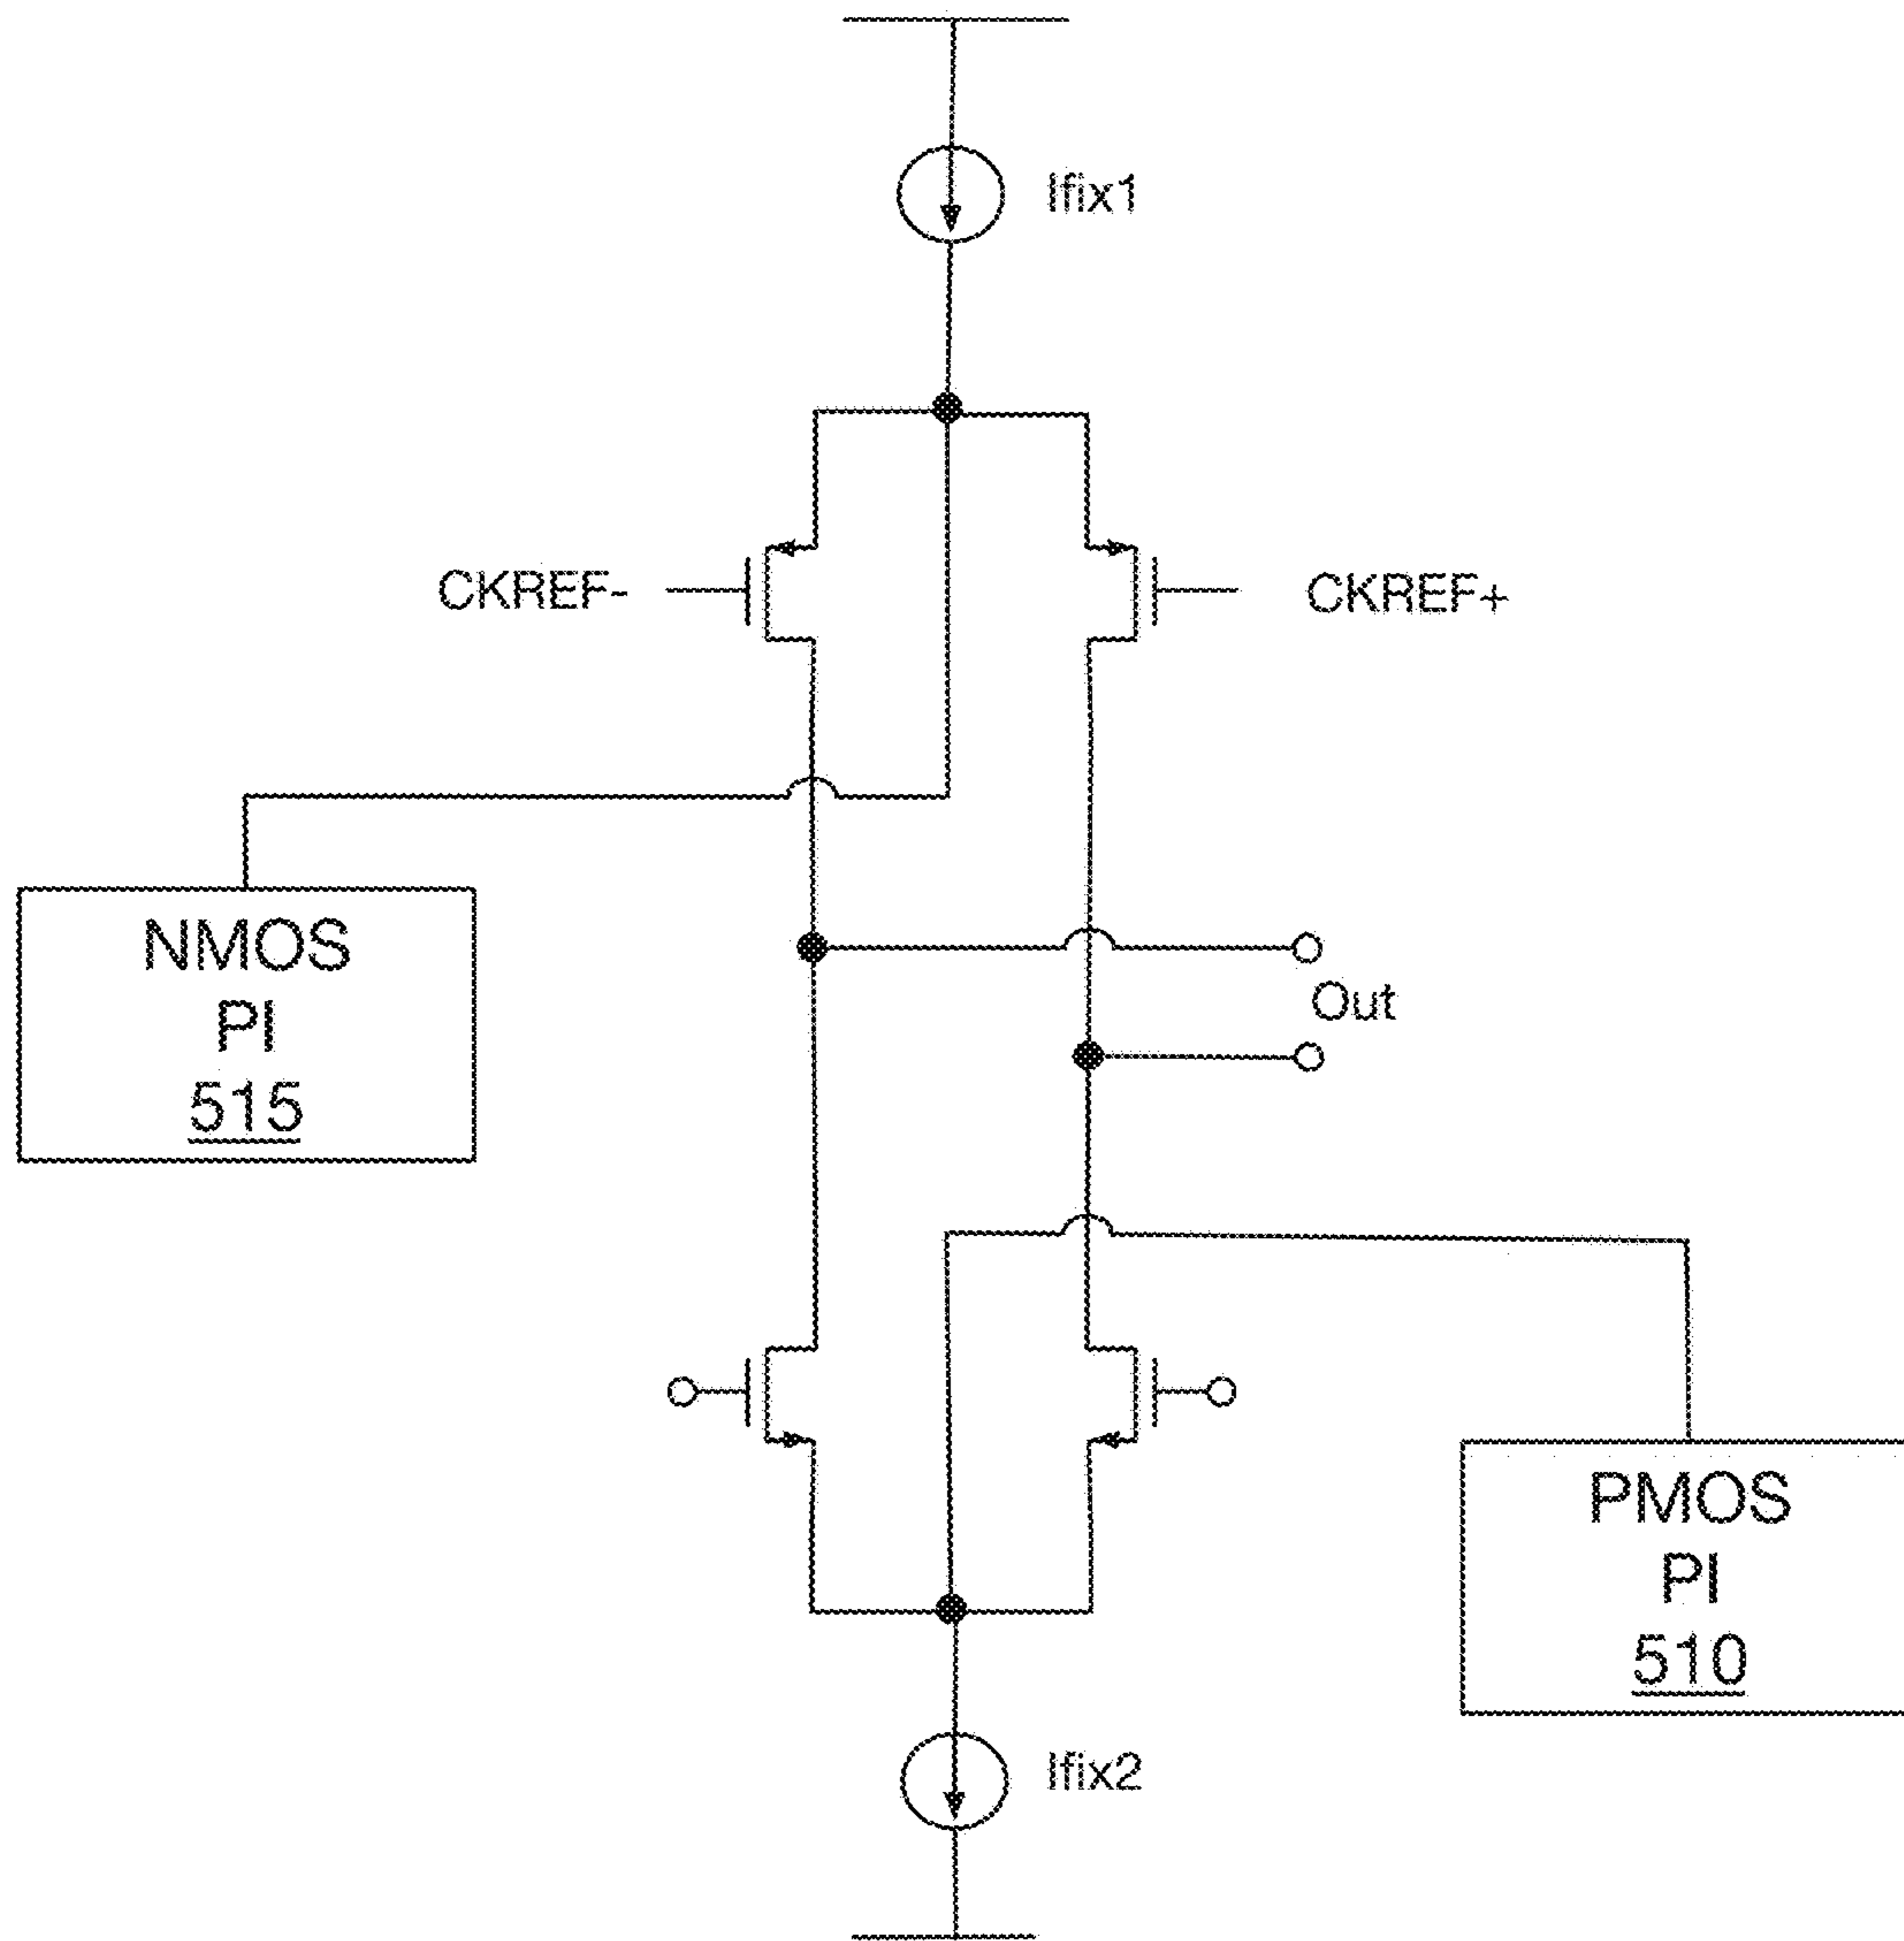 Ifix1
CKREF-
CKREF+
NMOS
PI
515
Out
PMOS
PI
510
Ifix2